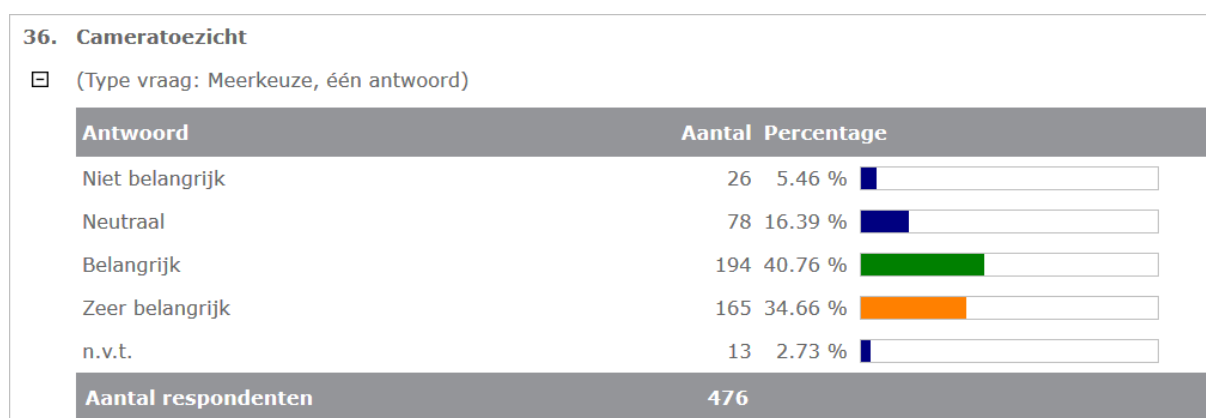 36. Cameratoezicht
(Type vraag: Meerkeuze, één antwoord)
Antwoord Aantal Percentage
Niet belangrijk 26 5.46 %
Neutraal 78 16.39 %
Belangrijk 194 40.76 %
Zeer belangrijk 165 34.66 %
n.v.t. 13 2.73 %
Aantal respondenten 476